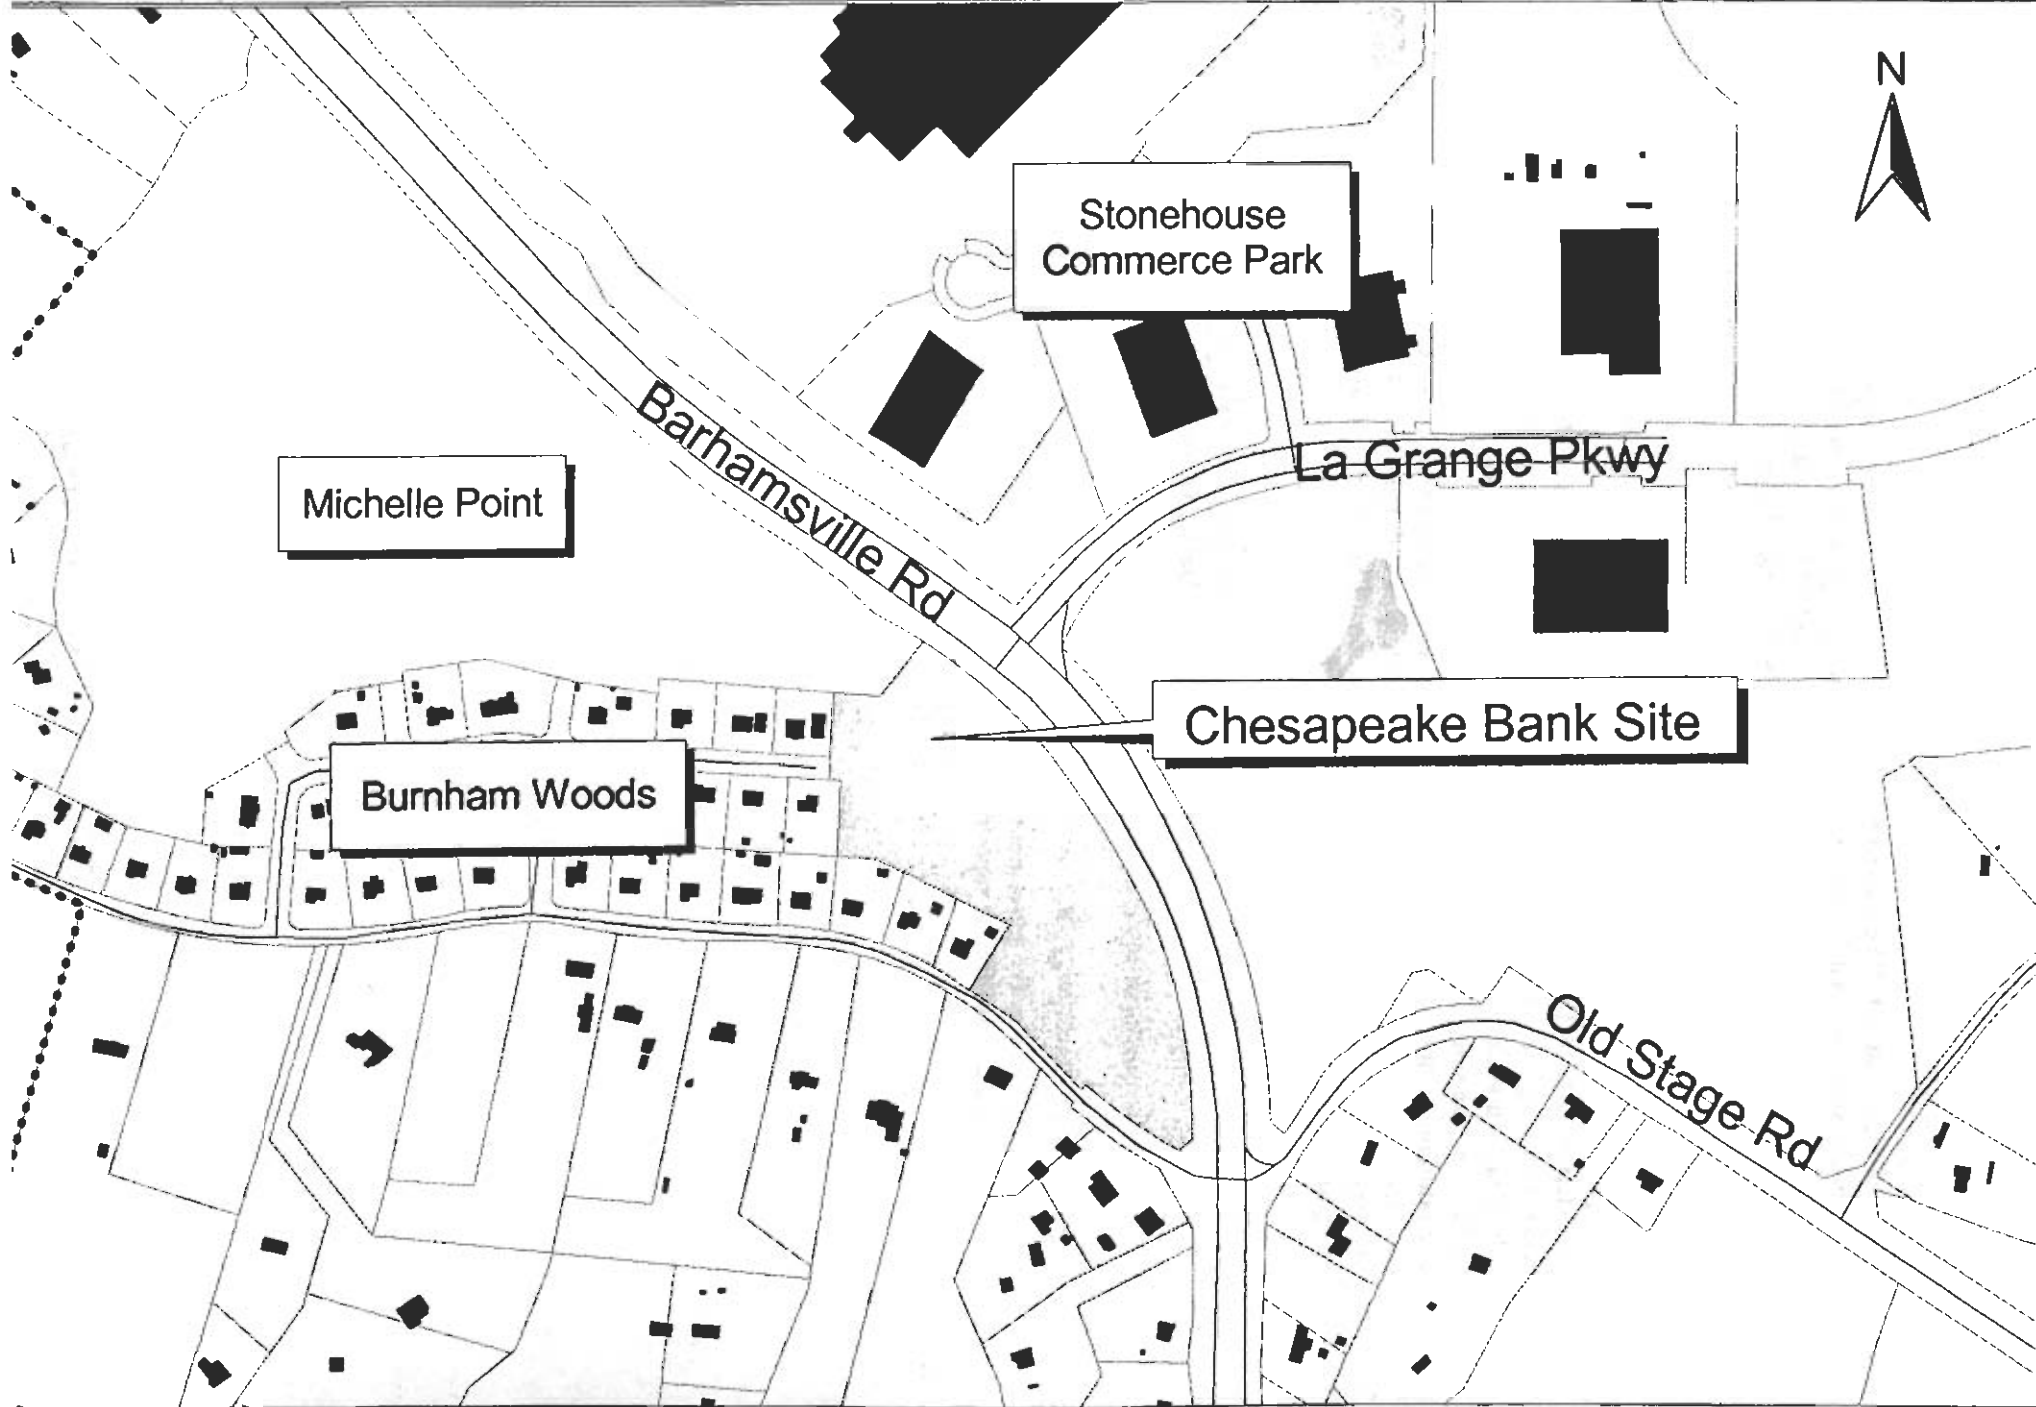 N
Stonehouse
Commerce Park
Barhamsville Rd
La Grange Pkwy
Michelle Point
Chesapeake Bank Site
Burnham Woods
Old Stage Rd